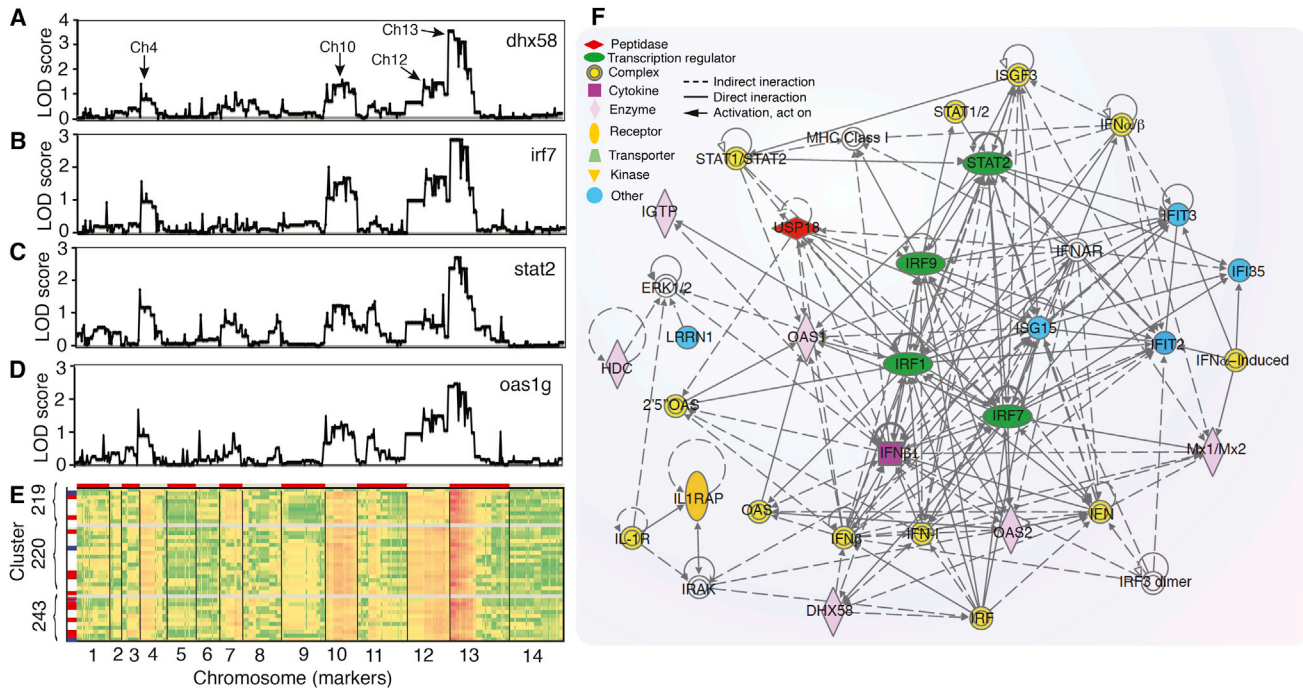 A
LOD score
4
3
2
1
0
Ch4
Ch10
Ch12
Ch13
dhx58
B
LOD score
3
2
1
0
irf7
C
LOD score
3
2
1
0
stat2
D
LOD score
3
2
1
0
oas1g
E
Cluster
219
220
243
1 2 3 4 5 6 7 8 9 10 11 12 13 14
Chromosome (markers)
F
Peptidase
Transcription regulator
Complex
Cytokine
Enzyme
Receptor
Transporter
Kinase
Other
Indirect ineraction
Direct ineraction
Activation, act on
ISGF3
STAT1/2
IFNα/β
MHC Class I
STAT1/STAT2
STAT2
IGTP
USP18
IFIT3
IRF9
IFNAR
IFI35
ERK1/2
LRRN1
OAS1
ISG15
IFIT2
HDC
IRF1
IFNα−Induced
2'5'OAS
IRF7
IFNβ1
Mx1/Mx2
IL1RAP
OAS
IFN
IL-1R
IFNβ
IFN-I
OAS2
IRAK
IRF3 dimer
DHX58
IRF